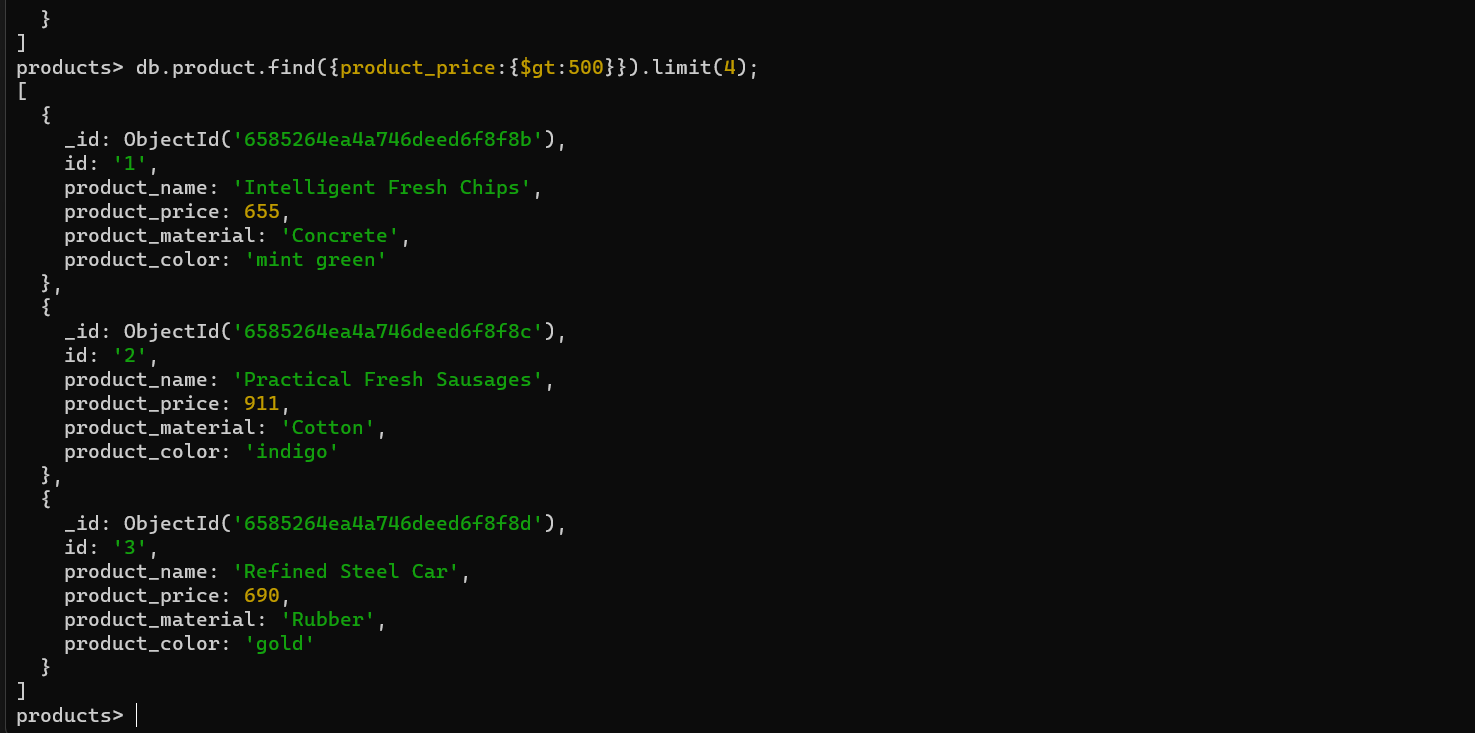 }
]
products> db.product.find({product_price:{$gt:500}}).limit(4);
[
  {
    _id: ObjectId('6585264ea4a746deed6f8f8b'),
    id: '1',
    product_name: 'Intelligent Fresh Chips',
    product_price: 655,
    product_material: 'Concrete',
    product_color: 'mint green'
  },
  {
    _id: ObjectId('6585264ea4a746deed6f8f8c'),
    id: '2',
    product_name: 'Practical Fresh Sausages',
    product_price: 911,
    product_material: 'Cotton',
    product_color: 'indigo'
  },
  {
    _id: ObjectId('6585264ea4a746deed6f8f8d'),
    id: '3',
    product_name: 'Refined Steel Car',
    product_price: 690,
    product_material: 'Rubber',
    product_color: 'gold'
  }
]
products>